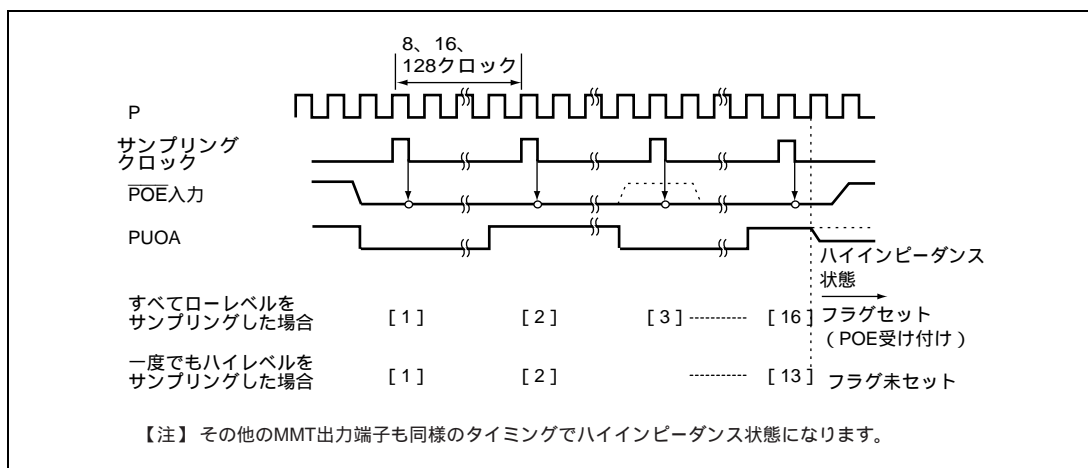 8、16、
128クロック
P
サンプリング
クロック
POE入力
PUOA
ハイインピーダンス
状態
すべてローレベルを
サンプリングした場合
[ 1 ] [ 2 ] [ 3 ] ---------- [ 16 ]
フラグセット
( POE受け付け )
一度でもハイレベルを
サンプリングした場合
[ 1 ] [ 2 ] ---------- [ 13 ] フラグ未セット
【注】 その他のMMT出力端子も同様のタイミングでハイインピーダンス状態になります。